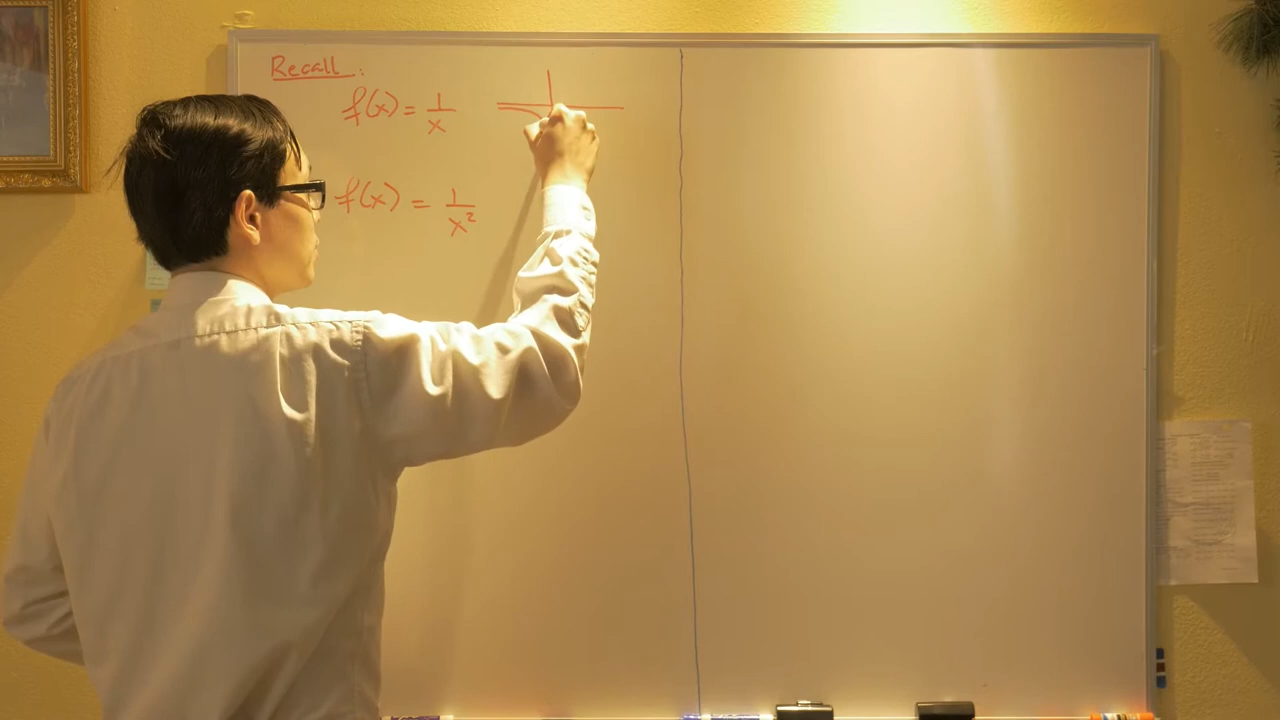 Recall:
f(x) = 1/x
f(x) = 1/x²